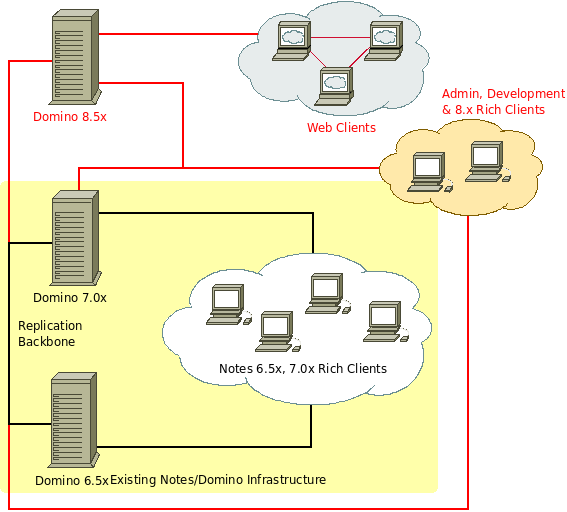 Admin, Development
& 8.x Rich Clients
Domino 8.5x
Web Clients
Domino 7.0x
Replication
Backbone
Notes 6.5x, 7.0x Rich Clients
Domino 6.5x
Existing Notes/Domino Infrastructure